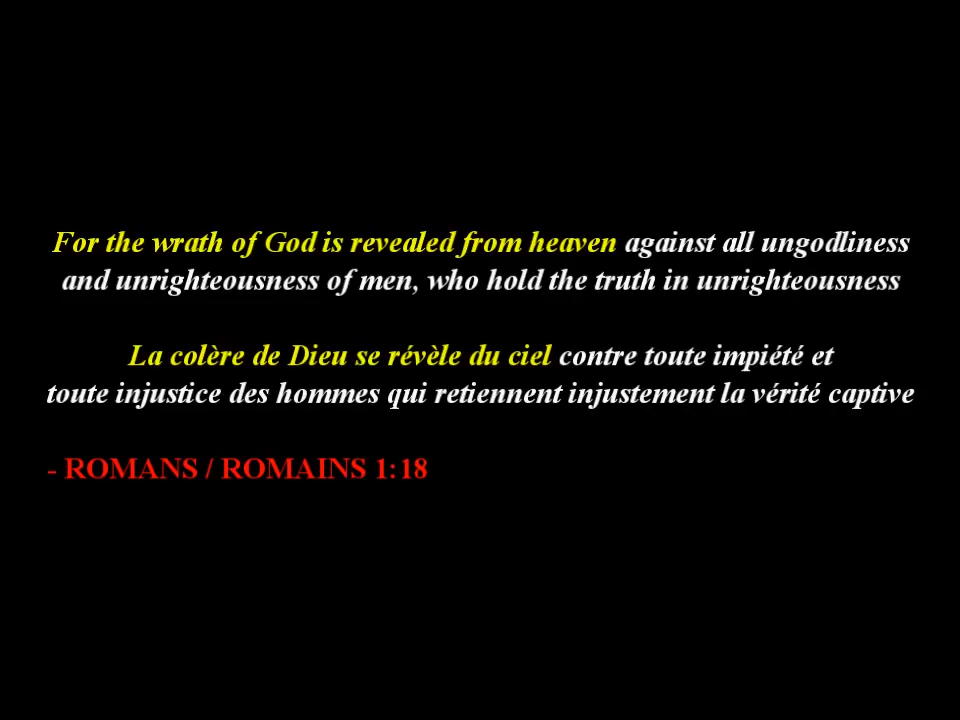 For the wrath of God is revealed from heaven against all ungodliness
and unrighteousness of men, who hold the truth in unrighteousness
La colère de Dieu se révèle du ciel contre toute impiété et
toute injustice des hommes qui retiennent injustement la vérité captive
- ROMANS / ROMAINS 1:18